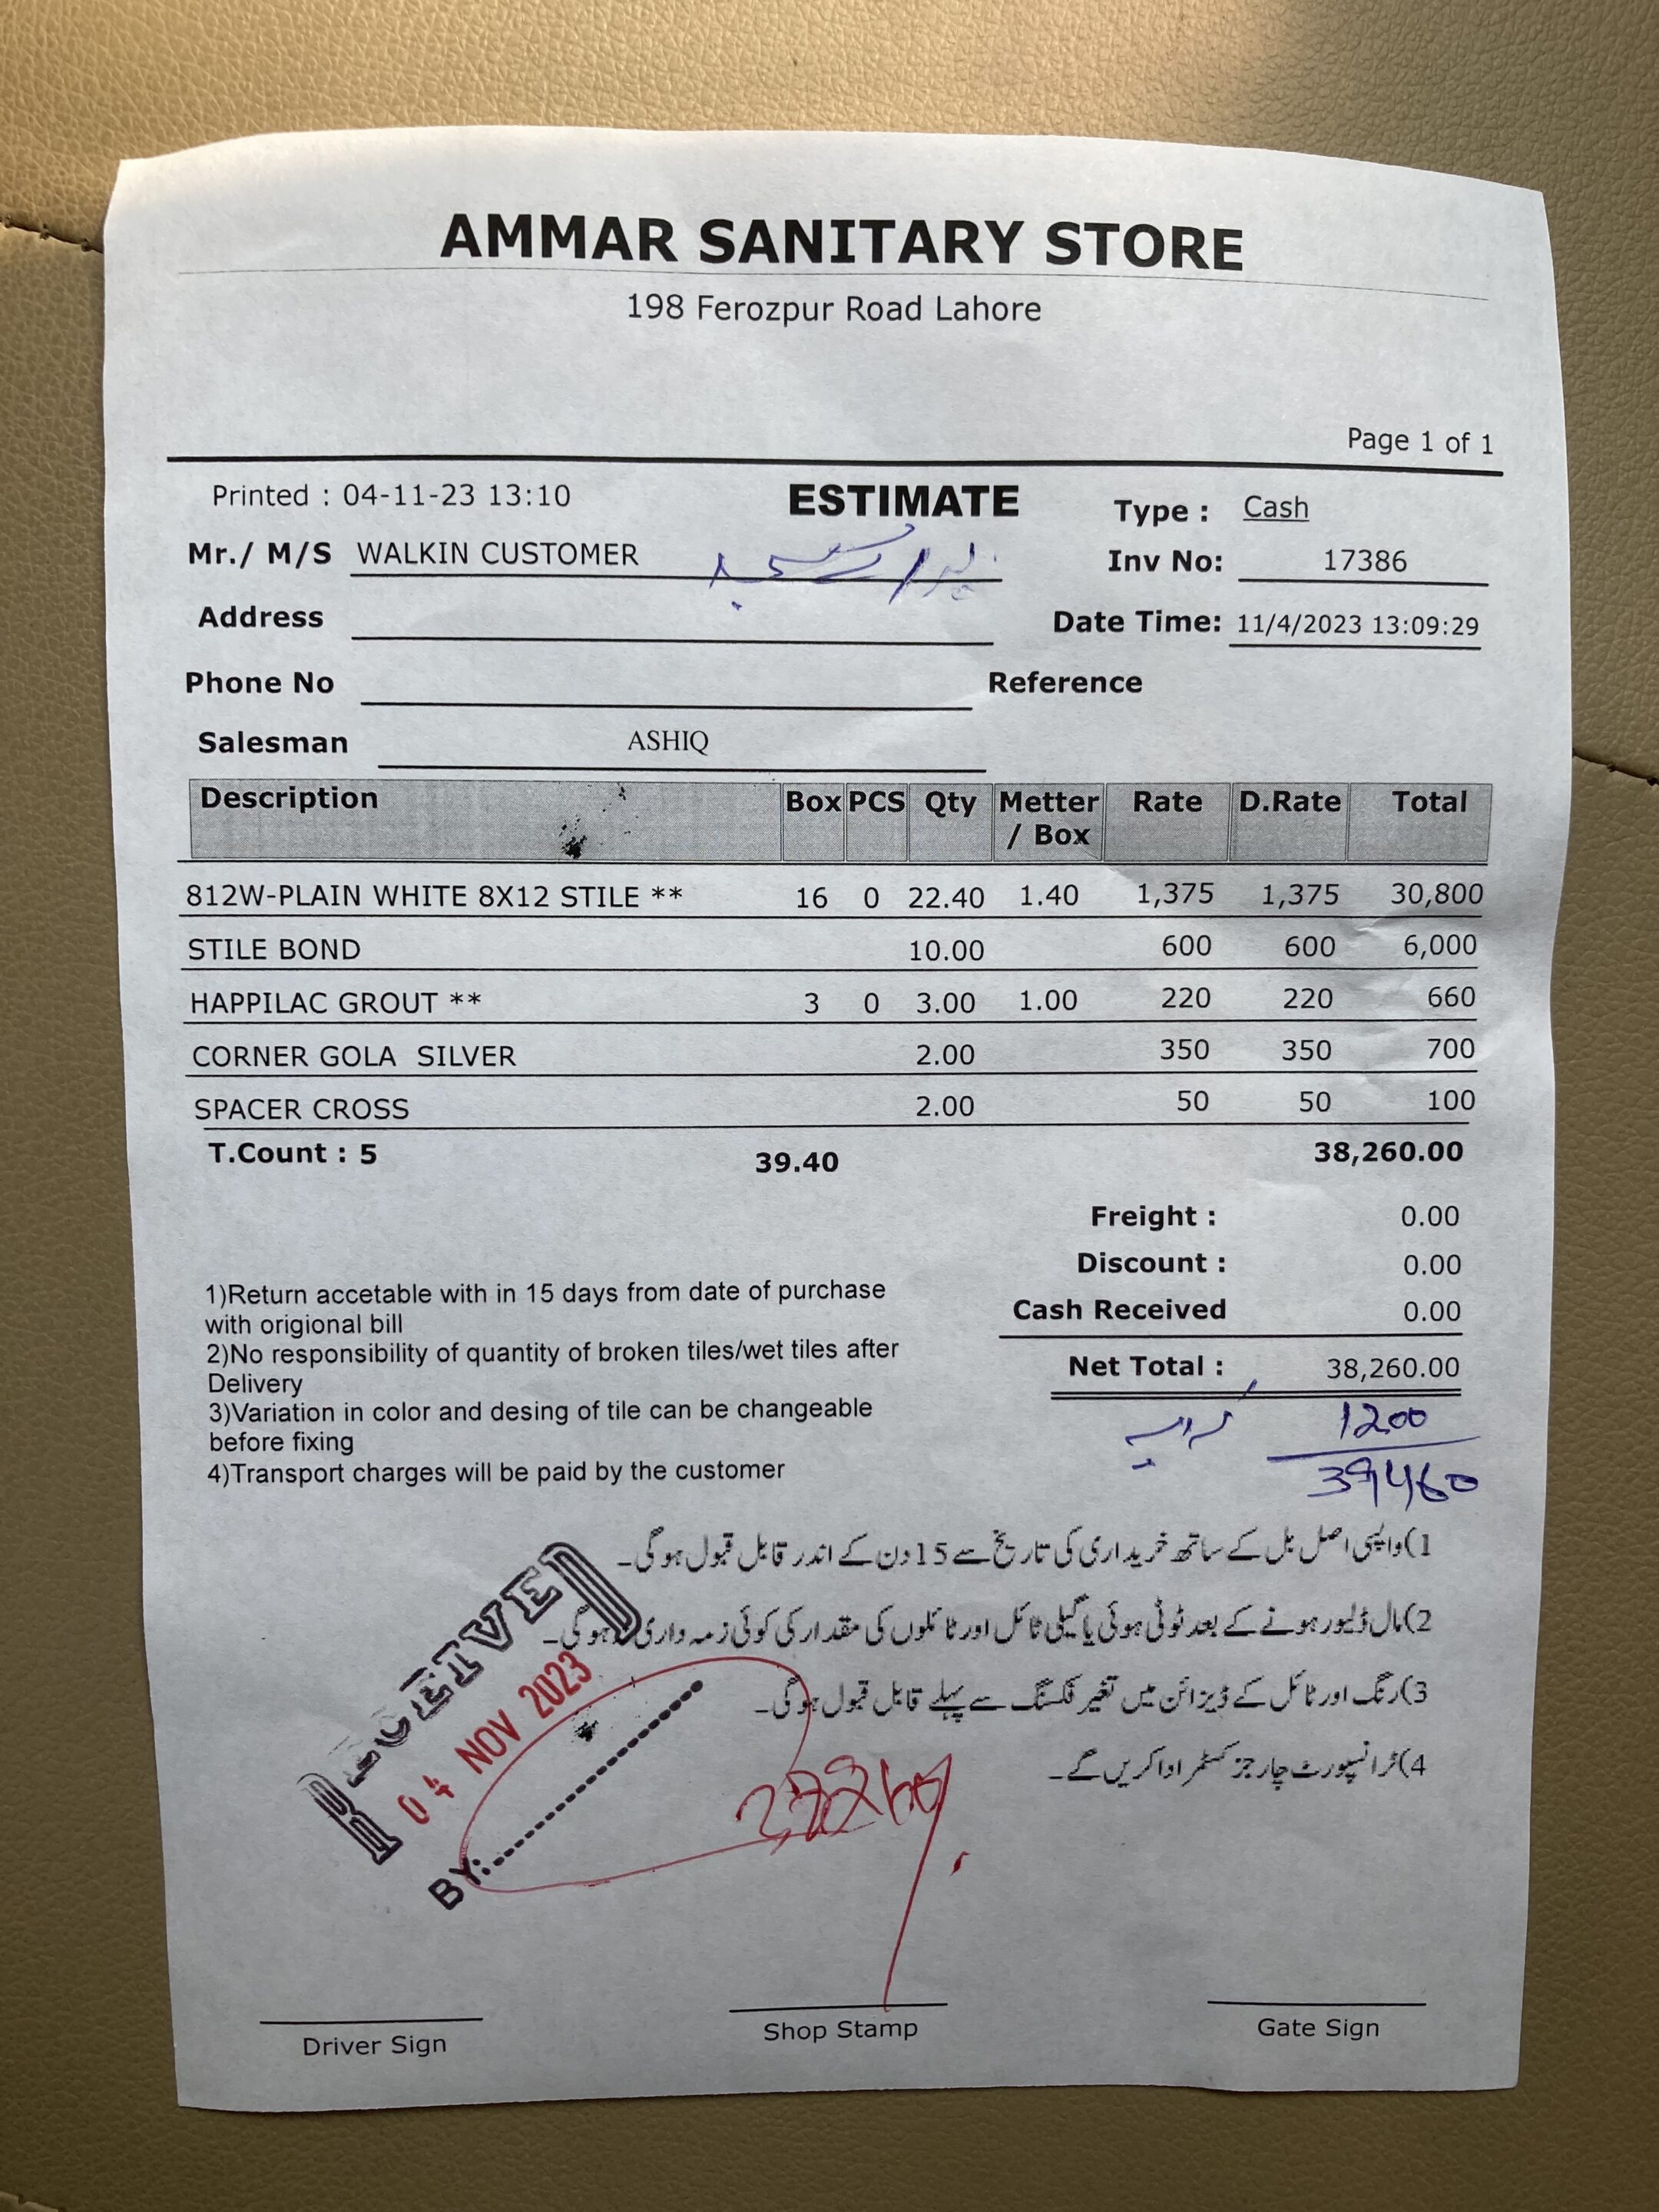 AMMAR SANITARY STORE
198 Ferozpur Road Lahore
Page 1 of 1
Printed : 04-11-23 13:10 ESTIMATE Type : Cash
Mr./ M/S WALKIN CUSTOMER Inv No: 17386
Address Date Time: 11/4/2023 13:09:29
Phone No Reference
Salesman ASHIQ
Description Box PCS Qty Metter / Box Rate D.Rate Total
812W-PLAIN WHITE 8X12 STILE ** 16 0 22.40 1.40 1,375 1,375 30,800
STILE BOND 10.00 600 600 6,000
HAPPILAC GROUT ** 3 0 3.00 1.00 220 220 660
CORNER GOLA SILVER 2.00 350 350 700
SPACER CROSS 2.00 50 50 100
T.Count : 5 39.40 38,260.00
Freight : 0.00
Discount : 0.00
Cash Received 0.00
Net Total : 38,260.00
کرایہ 1200
39460
1)Return accetable with in 15 days from date of purchase
with origional bill
2)No responsibility of quantity of broken tiles/wet tiles after
Delivery
3)Variation in color and desing of tile can be changeable
before fixing
4)Transport charges will be paid by the customer
1)واپسی اصل بل کے ساتھ خریداری کی تاریخ سے 15 دن کے اندر قابل قبول ہو گی۔
2)مال ڈلیور ہونے کے بعد ٹوٹی ہوئی یا گیلی ٹائل اور ٹائلوں کی مقدار کی کوئی زمہ داری ہو گی۔
3)رنگ اور ٹائل کے ڈیزائن میں تغیر فکسنگ سے پہلے قابل قبول ہو گی۔
4)ٹرانسپورٹ چارجز کسٹمر ادا کریں گے۔
RECEIVED
04 NOV 2023
BY:
Driver Sign Shop Stamp Gate Sign